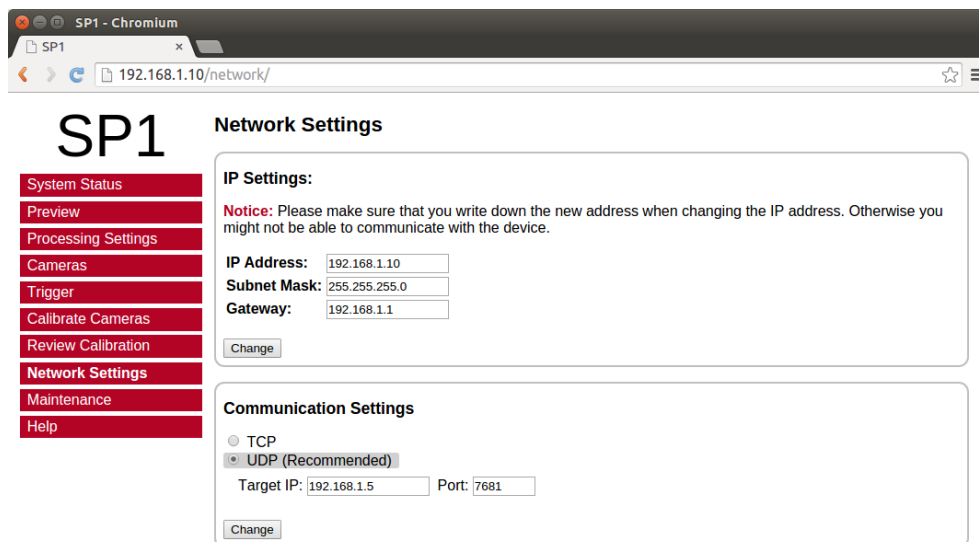 SP1 - Chromium
SP1
192.168.1.10/network/
SP1
System Status
Preview
Processing Settings
Cameras
Trigger
Calibrate Cameras
Review Calibration
Network Settings
Maintenance
Help
Network Settings
IP Settings:
Notice: Please make sure that you write down the new address when changing the IP address. Otherwise you
might not be able to communicate with the device.
IP Address: 192.168.1.10
Subnet Mask: 255.255.255.0
Gateway: 192.168.1.1
Change
Communication Settings
TCP
UDP (Recommended)
Target IP: 192.168.1.5 Port: 7681
Change